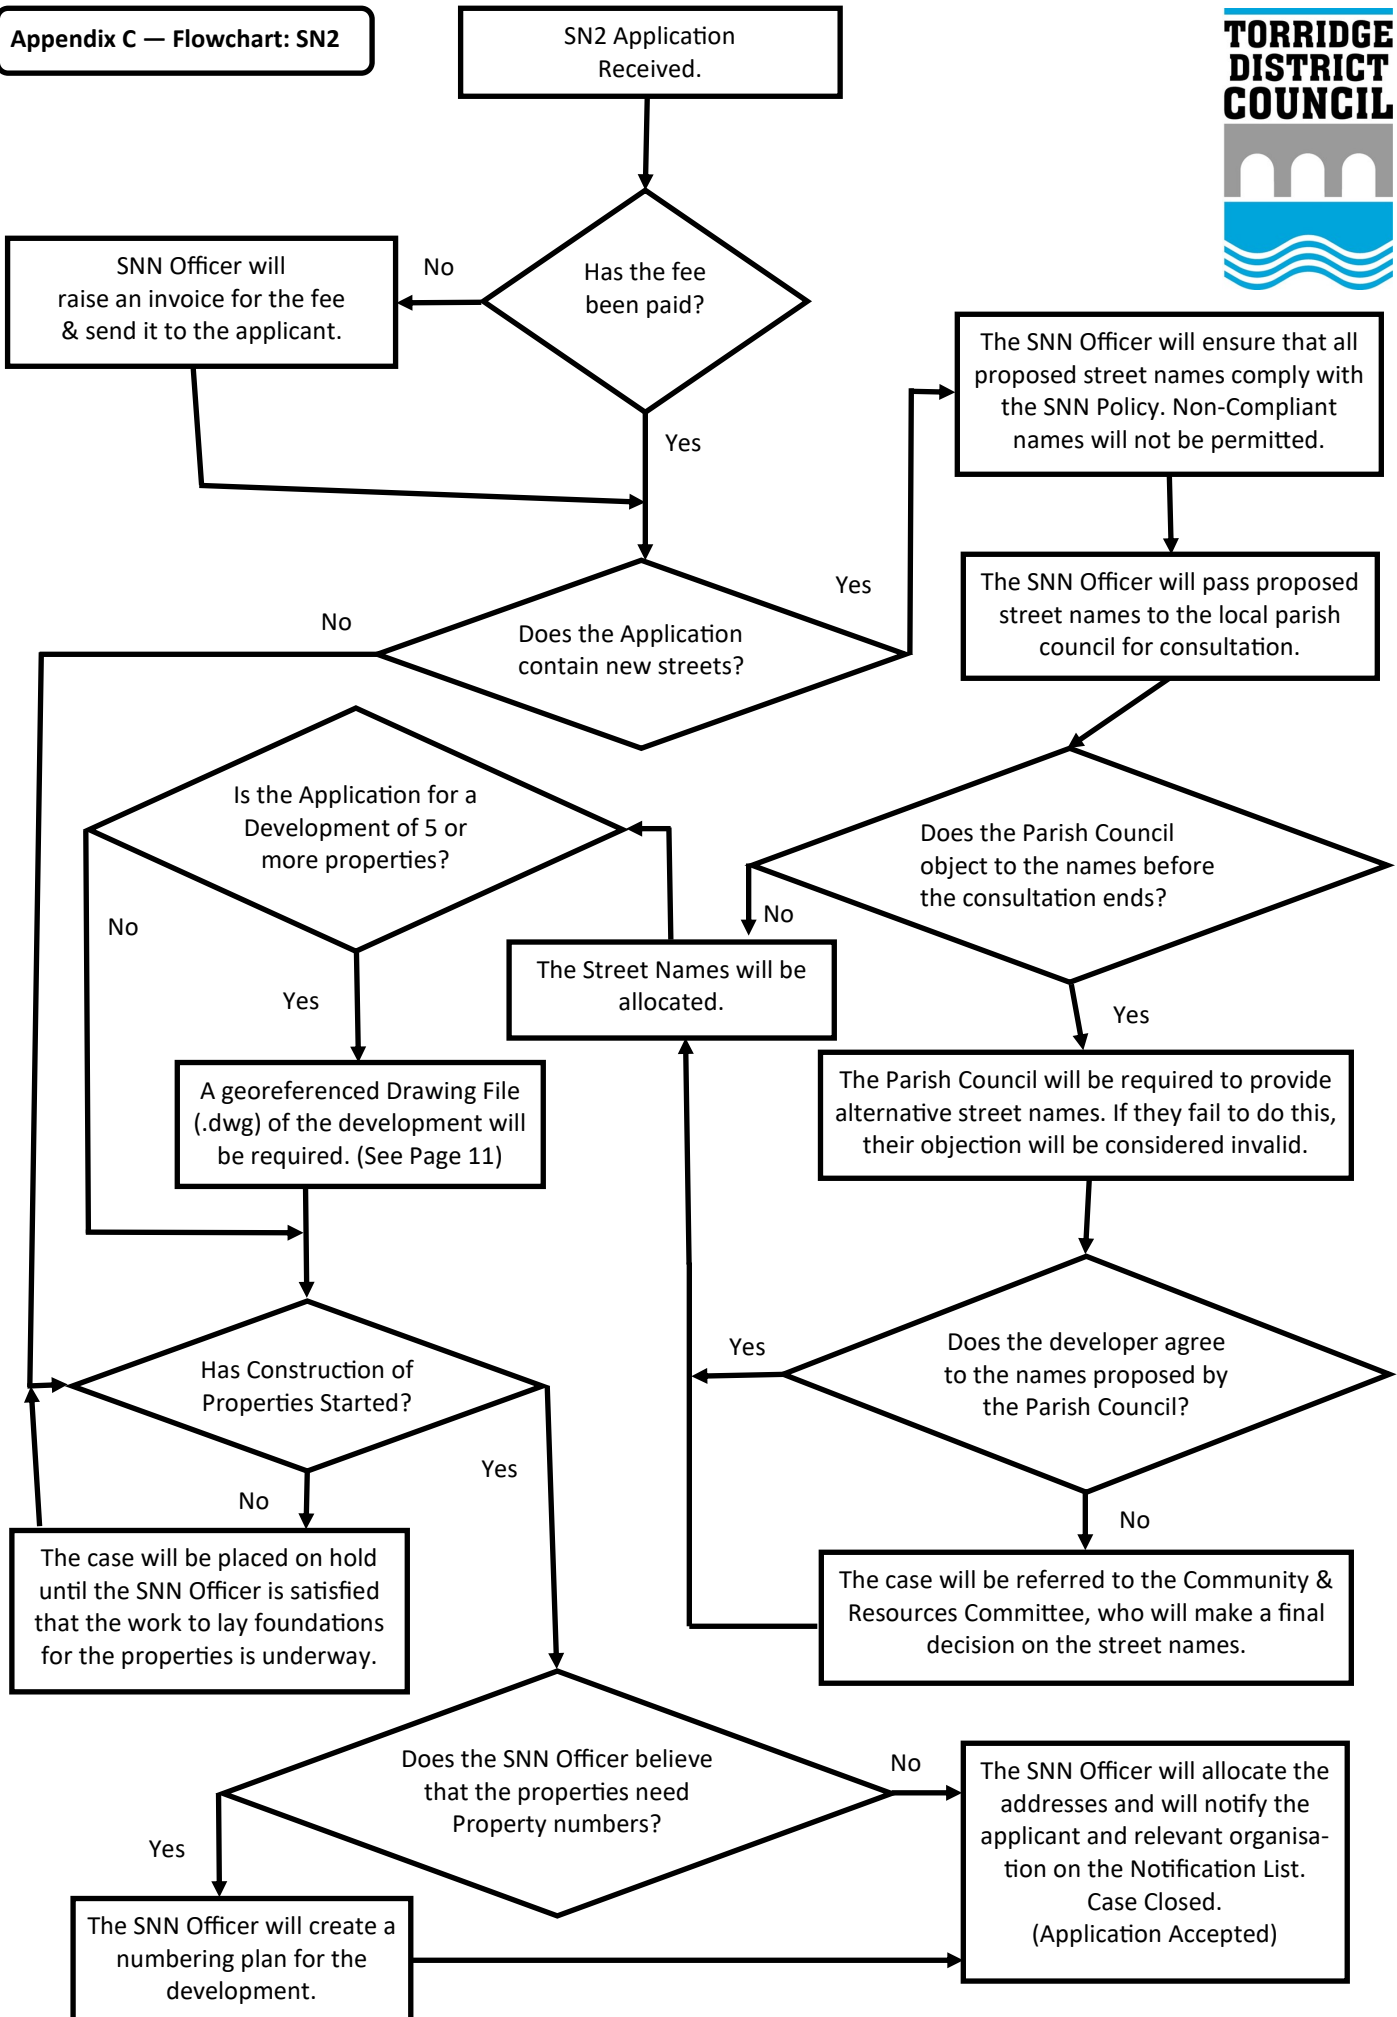 Appendix C — Flowchart: SN2
SN2 Application
Received.
TORRIDGE
DISTRICT
COUNCIL
Has the fee
been paid?
No
SNN Officer will
raise an invoice for the fee
& send it to the applicant.
Yes
Does the Application
contain new streets?
No
Yes
The SNN Officer will ensure that all
proposed street names comply with
the SNN Policy. Non-Compliant
names will not be permitted.
The SNN Officer will pass proposed
street names to the local parish
council for consultation.
Does the Parish Council
object to the names before
the consultation ends?
No
The Street Names will be
allocated.
Yes
The Parish Council will be required to provide
alternative street names. If they fail to do this,
their objection will be considered invalid.
Does the developer agree
to the names proposed by
the Parish Council?
Yes
No
The case will be referred to the Community &
Resources Committee, who will make a final
decision on the street names.
Is the Application for a
Development of 5 or
more properties?
No
Yes
A georeferenced Drawing File
(.dwg) of the development will
be required. (See Page 11)
Has Construction of
Properties Started?
No
Yes
The case will be placed on hold
until the SNN Officer is satisfied
that the work to lay foundations
for the properties is underway.
Does the SNN Officer believe
that the properties need
Property numbers?
Yes
No
The SNN Officer will create a
numbering plan for the
development.
The SNN Officer will allocate the
addresses and will notify the
applicant and relevant organisa-
tion on the Notification List.
Case Closed.
(Application Accepted)